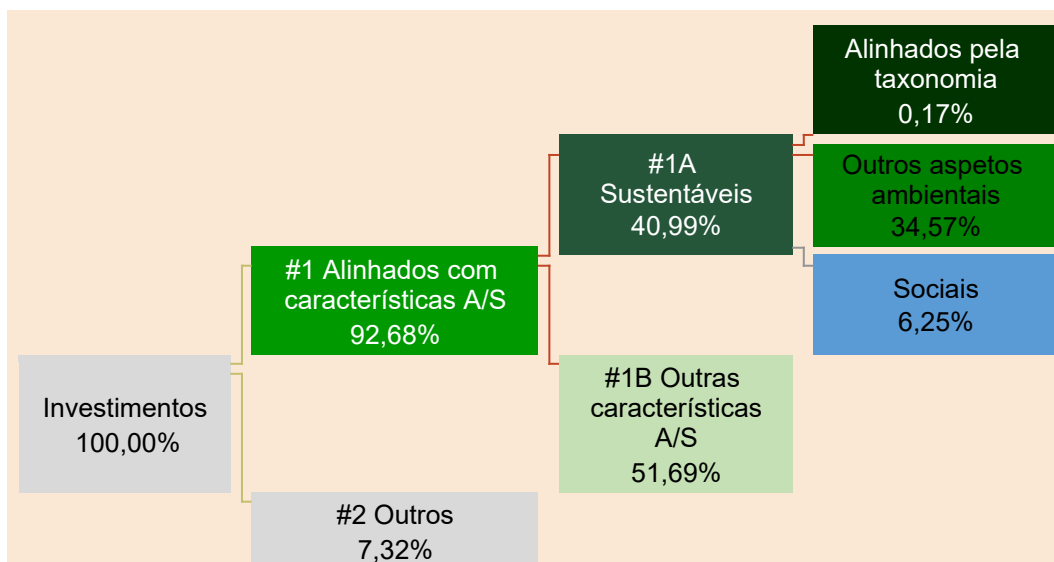 Alinhados pela
taxonomia
0,17%
#1A
Sustentáveis
40,99%
Outros aspetos
ambientais
34,57%
#1 Alinhados com
características A/S
92,68%
Sociais
6,25%
Investimentos
100,00%
#1B Outras
características
A/S
51,69%
#2 Outros
7,32%